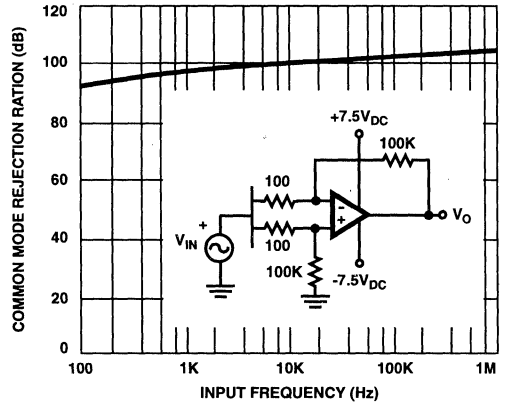 COMMON MODE REJECTION RATION (dB)
120
100
80
60
40
20
0
+7.5VDC
100K
100
-
+
VO
+
VIN
100
100K
-7.5VDC
100
1K
10K
100K
1M
INPUT FREQUENCY (Hz)